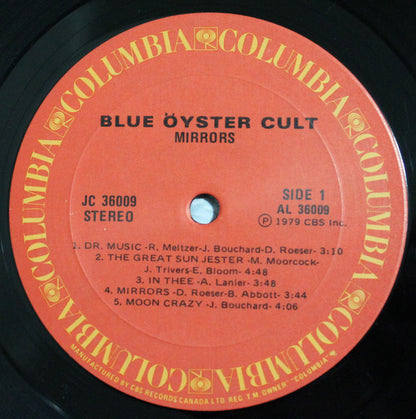 COLUMBIA COLUMBIA COLUMBIA COLUMBIA COLUMBIA COLUMBIA
BLUE ÖYSTER CULT
MIRRORS
JC 36009
STEREO
SIDE 1
AL 36009
Ⓟ 1979 CBS Inc.
1. DR. MUSIC -R. Meltzer-J. Bouchard-D. Roeser- 3:10
2. THE GREAT SUN JESTER -M. Moorcock-
J. Trivers-E. Bloom- 4:48
3. IN THEE -A. Lanier- 3:48
4. MIRRORS -D. Roeser-B. Abbott- 3:44
5. MOON CRAZY -J. Bouchard- 4:06
MANUFACTURED BY CBS RECORDS CANADA LTD. REG. T.M. OWNER "COLUMBIA"